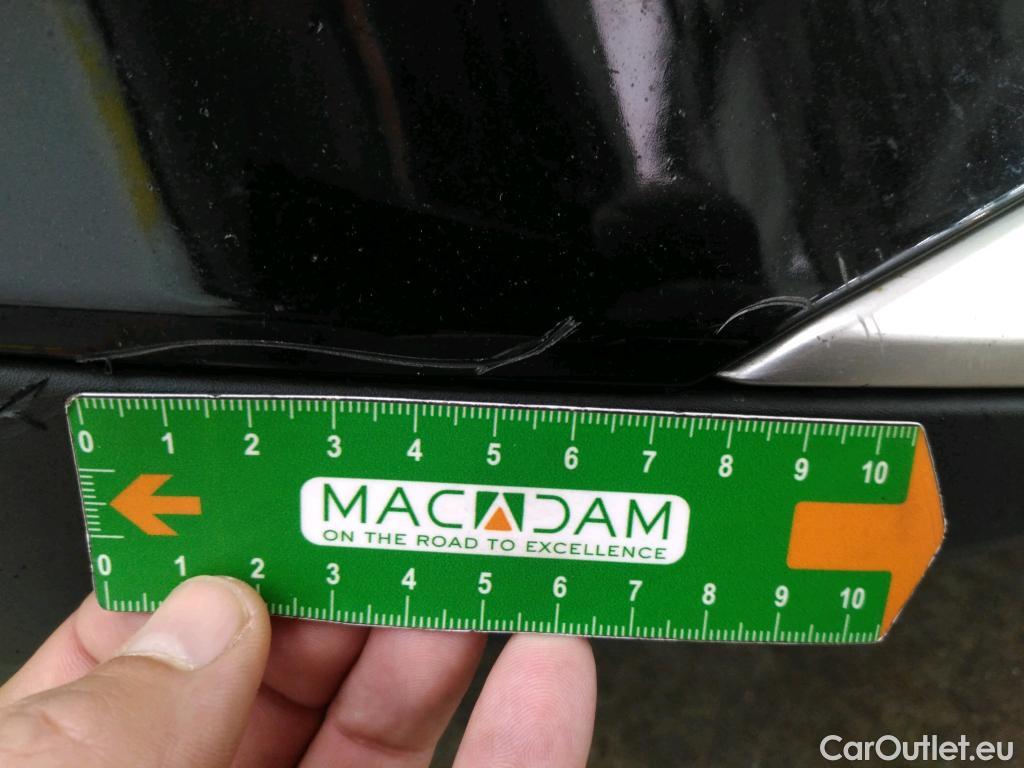 0 1 2 3 4 5 6 7 8 9 10
MACADAM
ON THE ROAD TO EXCELLENCE
0 1 2 3 4 5 6 7 8 9 10
CarOutlet.eu